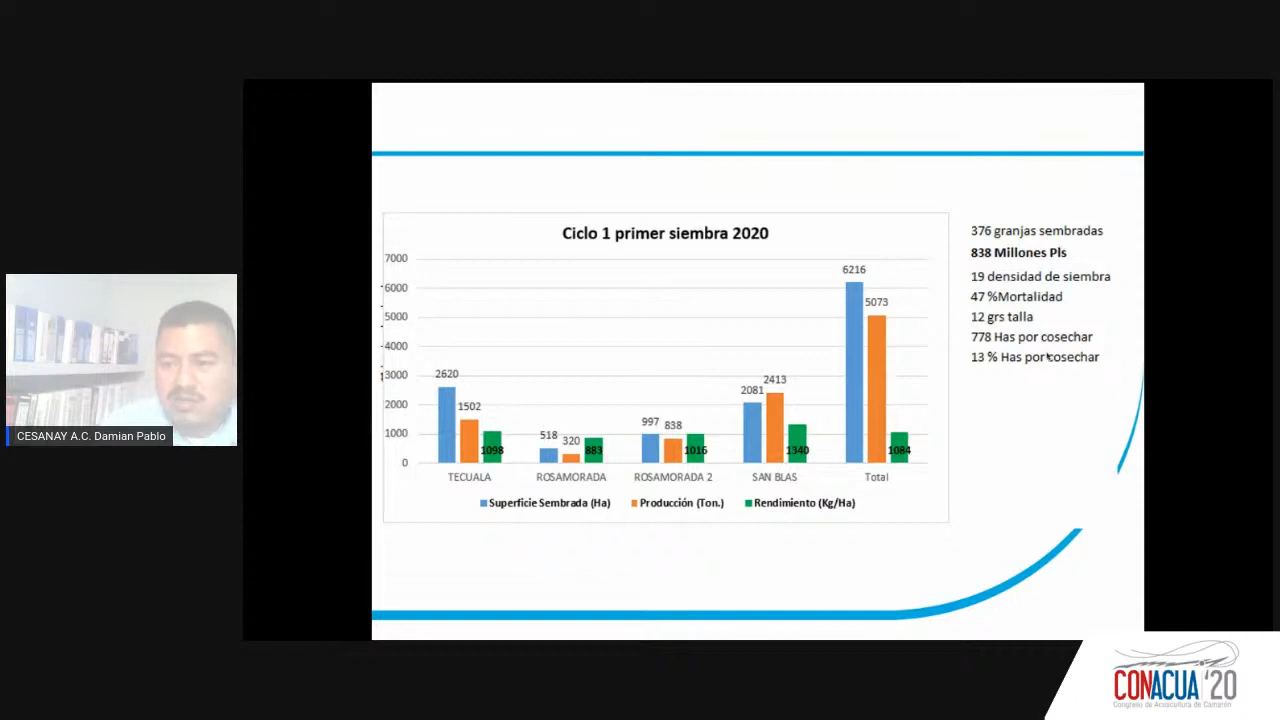 Ciclo 1 primer siembra 2020
7000
6000
5000
4000
3000
2000
1000
0
2620
1502
1098
518
320
883
997
838
1016
2081
2413
1340
6216
5073
1084
TECUALA
ROSAMORADA
ROSAMORADA 2
SAN BLAS
Total
Superficie Sembrada (Ha)
Producción (Ton.)
Rendimiento (Kg/Ha)
376 granjas sembradas
838 Millones Pls
19 densidad de siembra
47 %Mortalidad
12 grs talla
778 Has por cosechar
13 % Has por cosechar
CESANAY A.C. Damian Pablo
CONACUA '20
Congreso de Acuacultura de Camarón